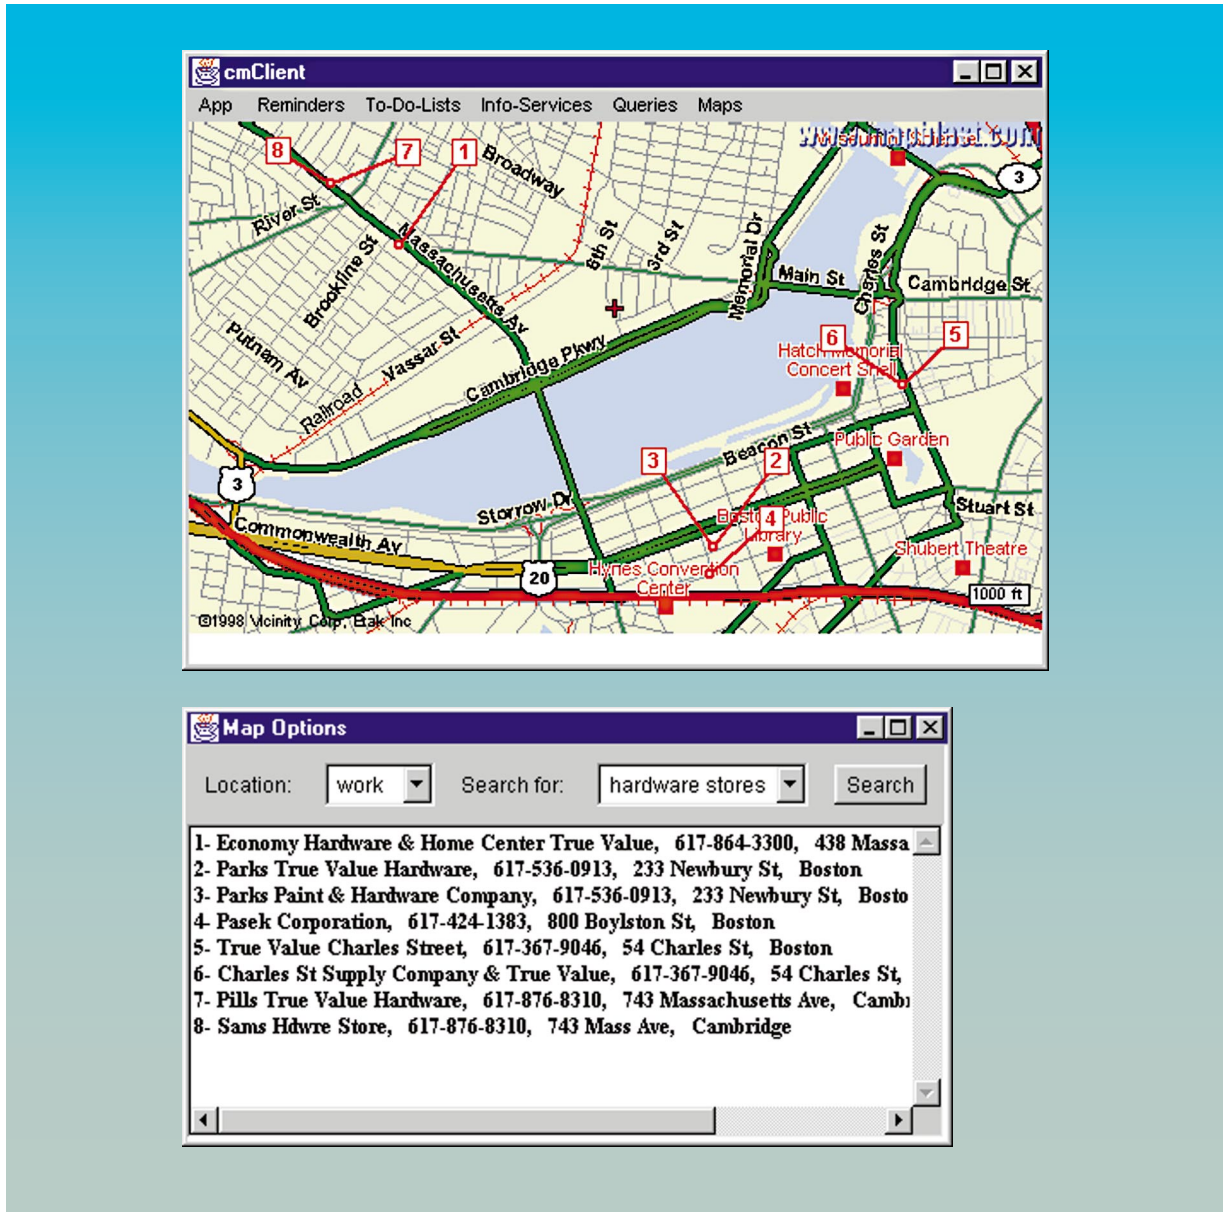 cmClient
App Reminders To-Do-Lists Info-Services Queries Maps
www.mapblast.com
Museum of Science
8 7 1
Broadway
3
River St
Massachusetts Av
6th St
3rd St
Memorial Dr
Charles St
Brookline St
Main St
Cambridge St
Putnam Av
Vassar St
Railroad
Cambridge Pkwy
6 5
Hatch Memorial
Concert Shell
Beacon St
Public Garden
3 2
3
Storrow Dr
Stuart St
Commonwealth Av
Boston Public
Library
4
Shubert Theatre
20
Hynes Convention
Center
1000 ft
©1998 Vicinity Corp, Etak Inc
Map Options
Location: work Search for: hardware stores Search
1- Economy Hardware & Home Center True Value, 617-864-3300, 438 Massa
2- Parks True Value Hardware, 617-536-0913, 233 Newbury St, Boston
3- Parks Paint & Hardware Company, 617-536-0913, 233 Newbury St, Bosto
4- Pasek Corporation, 617-424-1383, 800 Boylston St, Boston
5- True Value Charles Street, 617-367-9046, 54 Charles St, Boston
6- Charles St Supply Company & True Value, 617-367-9046, 54 Charles St,
7- Pills True Value Hardware, 617-876-8310, 743 Massachusetts Ave, Camb
8- Sams Hdwre Store, 617-876-8310, 743 Mass Ave, Cambridge